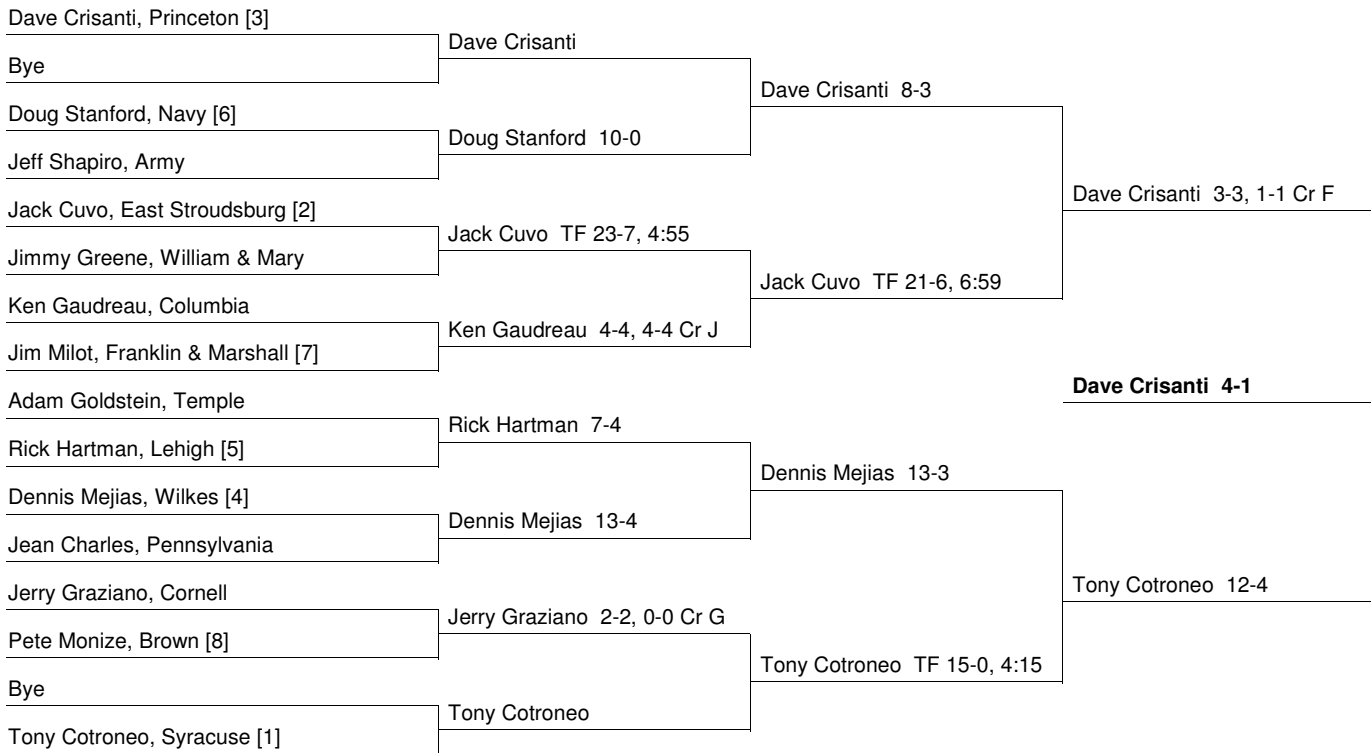 Dave Crisanti, Princeton [3]
Bye
Doug Stanford, Navy [6]
Jeff Shapiro, Army
Jack Cuvo, East Stroudsburg [2]
Jimmy Greene, William & Mary
Ken Gaudreau, Columbia
Jim Milot, Franklin & Marshall [7]
Adam Goldstein, Temple
Rick Hartman, Lehigh [5]
Dennis Mejias, Wilkes [4]
Jean Charles, Pennsylvania
Jerry Graziano, Cornell
Pete Monize, Brown [8]
Bye
Tony Cotroneo, Syracuse [1]
Dave Crisanti
Doug Stanford 10-0
Jack Cuvo TF 23-7, 4:55
Ken Gaudreau 4-4, 4-4 Cr J
Rick Hartman 7-4
Dennis Mejias 13-4
Jerry Graziano 2-2, 0-0 Cr G
Tony Cotroneo
Dave Crisanti 8-3
Jack Cuvo TF 21-6, 6:59
Dennis Mejias 13-3
Tony Cotroneo TF 15-0, 4:15
Dave Crisanti 3-3, 1-1 Cr F
Tony Cotroneo 12-4
Dave Crisanti 4-1